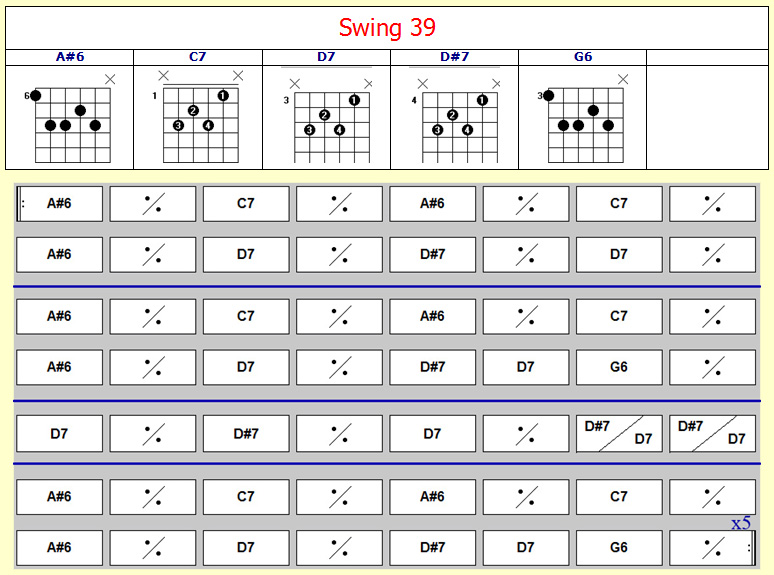 Swing 39
A#6 C7 D7 D#7 G6
6 1 3 4 3
1 1 1
2 2 2
3 4 3 4 3 4
A#6 C7 A#6 C7
A#6 D7 D#7 D7
A#6 C7 A#6 C7
A#6 D7 D#7 D7 G6
D7 D#7 D7 D#7 D7 D#7 D7
A#6 C7 A#6 C7
x5
A#6 D7 D#7 D7 G6